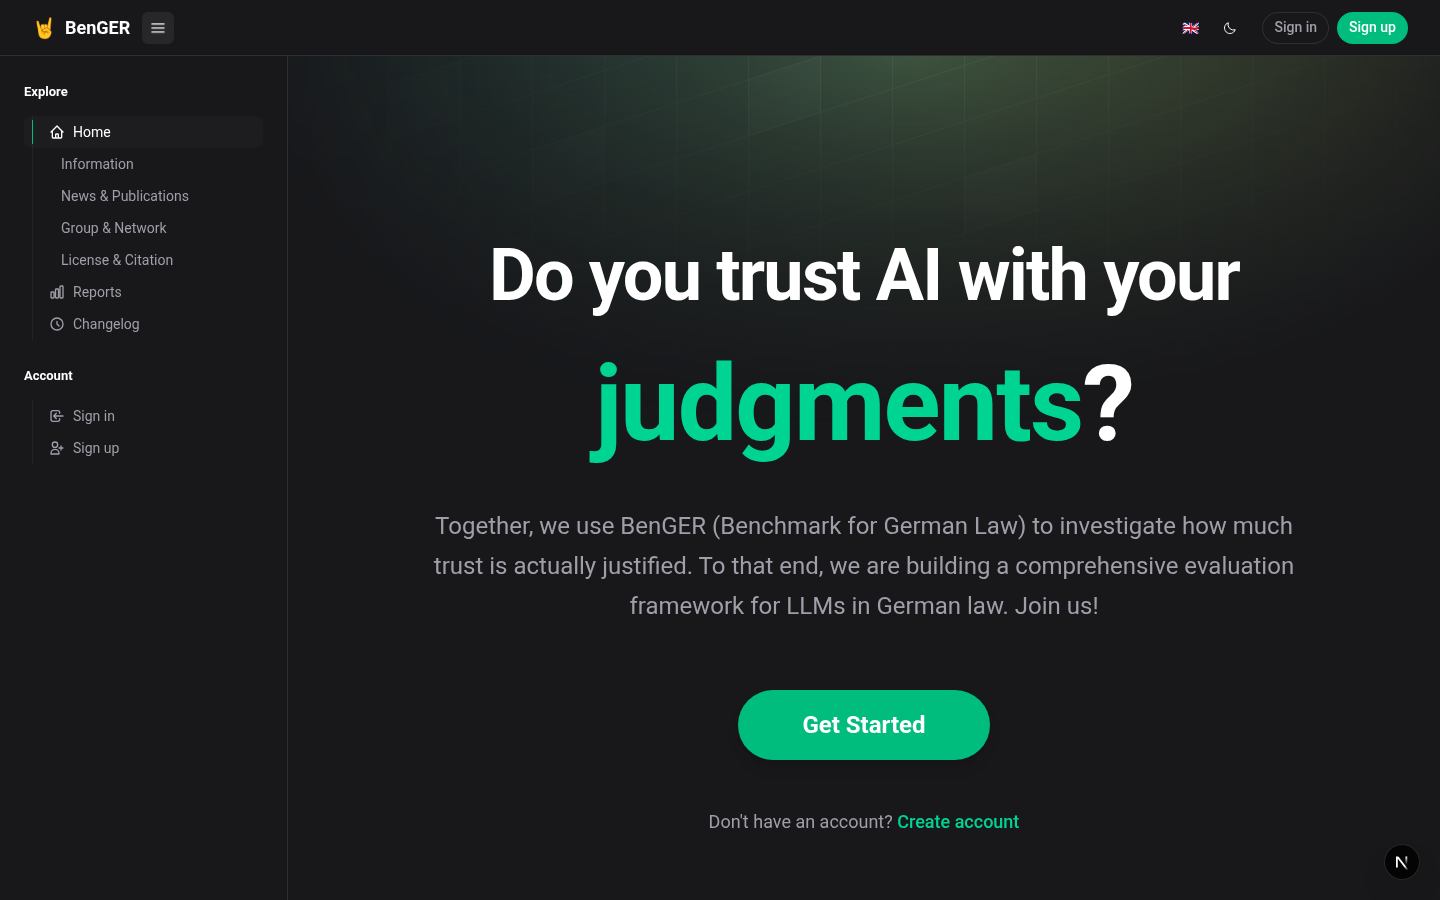 BenGER
Sign in
Sign up
Explore
Home
Information
News & Publications
Group & Network
License & Citation
Reports
Changelog
Account
Sign in
Sign up
Do you trust AI with your
judgments?
Together, we use BenGER (Benchmark for German Law) to investigate how much
trust is actually justified. To that end, we are building a comprehensive evaluation
framework for LLMs in German law. Join us!
Get Started
Don't have an account? Create account
N